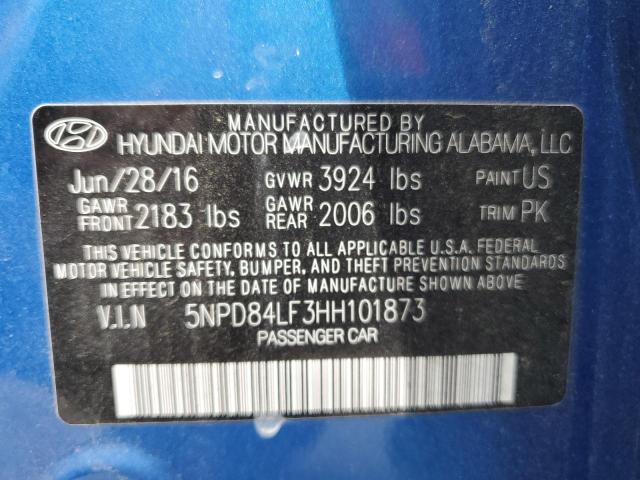 MANUFACTURED BY
HYUNDAI MOTOR MANUFACTURING ALABAMA, LLC
Jun/28/16 GVWR 3924 lbs PAINT US
GAWR FRONT 2183 lbs GAWR REAR 2006 lbs TRIM PK
THIS VEHICLE CONFORMS TO ALL APPLICABLE U.S.A. FEDERAL
MOTOR VEHICLE SAFETY, BUMPER, AND THEFT PREVENTION STANDARDS
IN EFFECT ON THE DATE OF MANUFACTURE SHOWN ABOVE.
V.I.N 5NPD84LF3HH101873
PASSENGER CAR